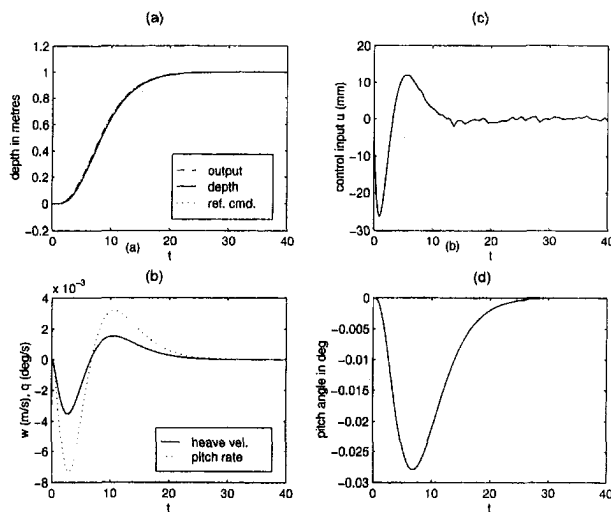 (a)
1.2
1
0.8
0.6
0.4
0.2
0
-0.2
depth in metres
output
depth
ref. cmd.
0
10
20
30
40
(a)
t
(c)
20
10
0
-10
-20
-30
control input u (mm)
0
10
20
30
40
(b)
t
(b)
x 10⁻³
4
2
0
-2
-4
-6
-8
w (m/s), q (deg/s)
heave vel.
pitch rate
0
10
20
30
40
t
(d)
0
-0.005
-0.01
-0.015
-0.02
-0.025
-0.03
pitch angle in deg
0
10
20
30
40
t